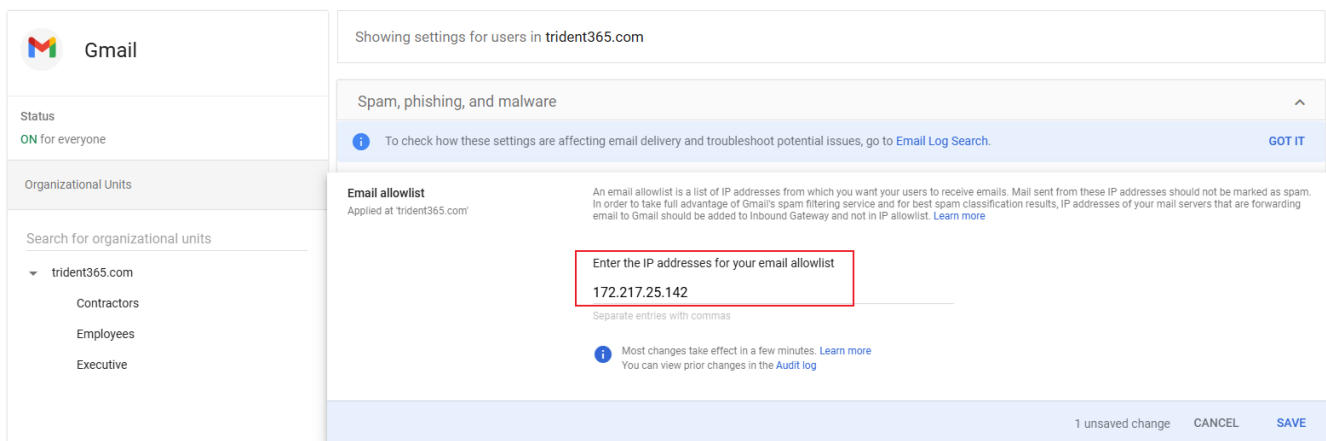 Gmail
Status
ON for everyone
Organizational Units
Search for organizational units
trident365.com
Contractors
Employees
Executive
Showing settings for users in trident365.com
Spam, phishing, and malware
To check how these settings are affecting email delivery and troubleshoot potential issues, go to Email Log Search.
GOT IT
Email allowlist
Applied at 'trident365.com'
An email allowlist is a list of IP addresses from which you want your users to receive emails. Mail sent from these IP addresses should not be marked as spam.
In order to take full advantage of Gmail's spam filtering service and for best spam classification results, IP addresses of your mail servers that are forwarding
email to Gmail should be added to Inbound Gateway and not in IP allowlist. Learn more
Enter the IP addresses for your email allowlist
172.217.25.142
Separate entries with commas
Most changes take effect in a few minutes. Learn more
You can view prior changes in the Audit log
1 unsaved change
CANCEL
SAVE